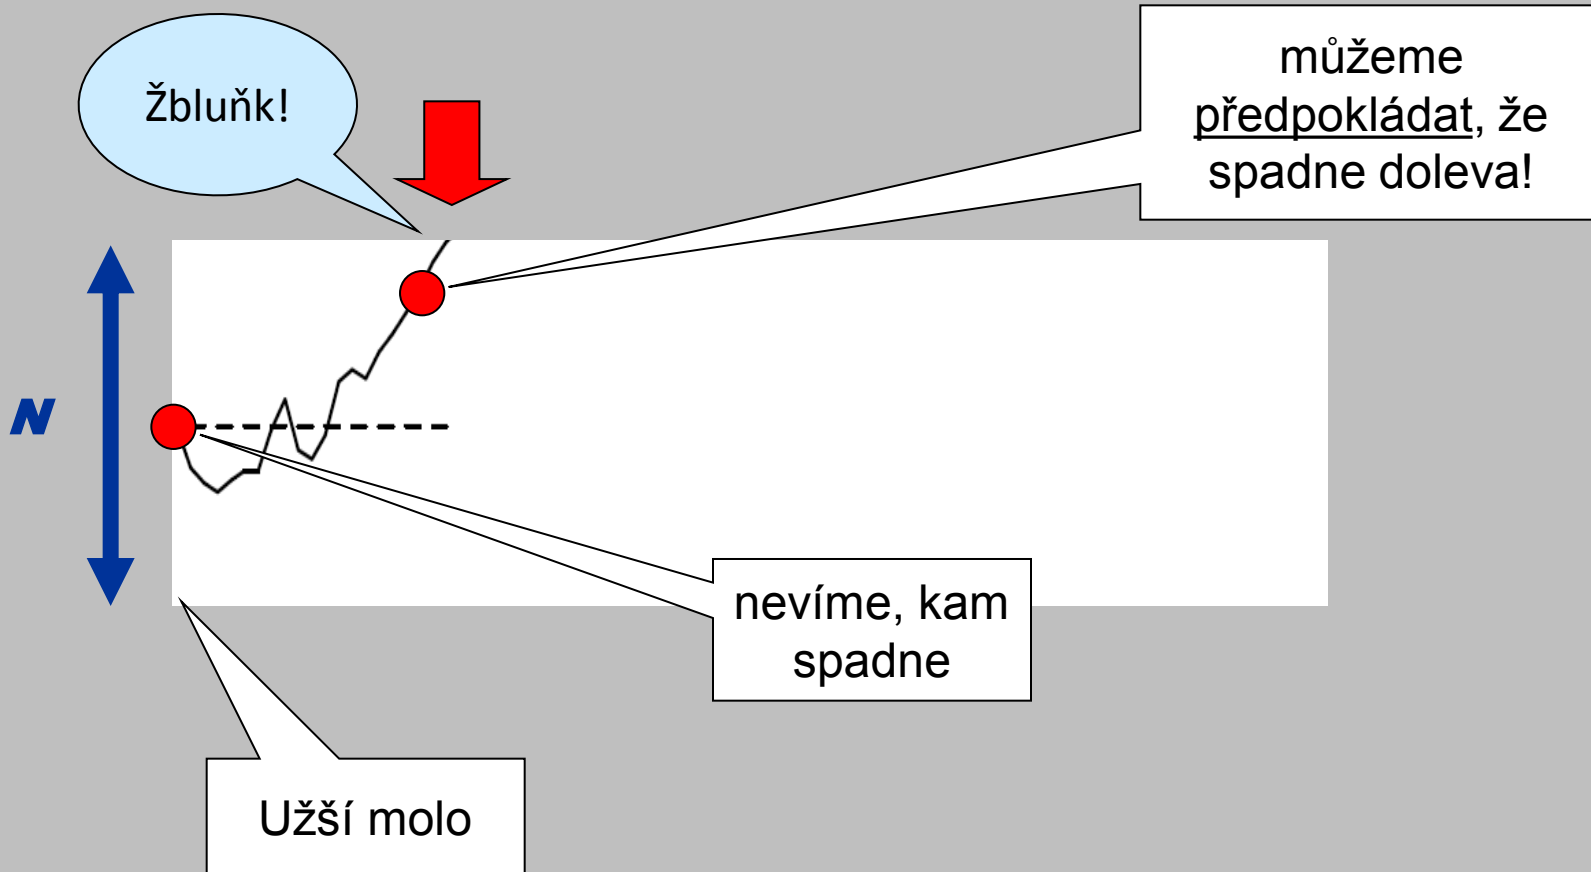 Žbluňk!
můžeme
předpokládat, že
spadne doleva!
N
nevíme, kam
spadne
Užší molo